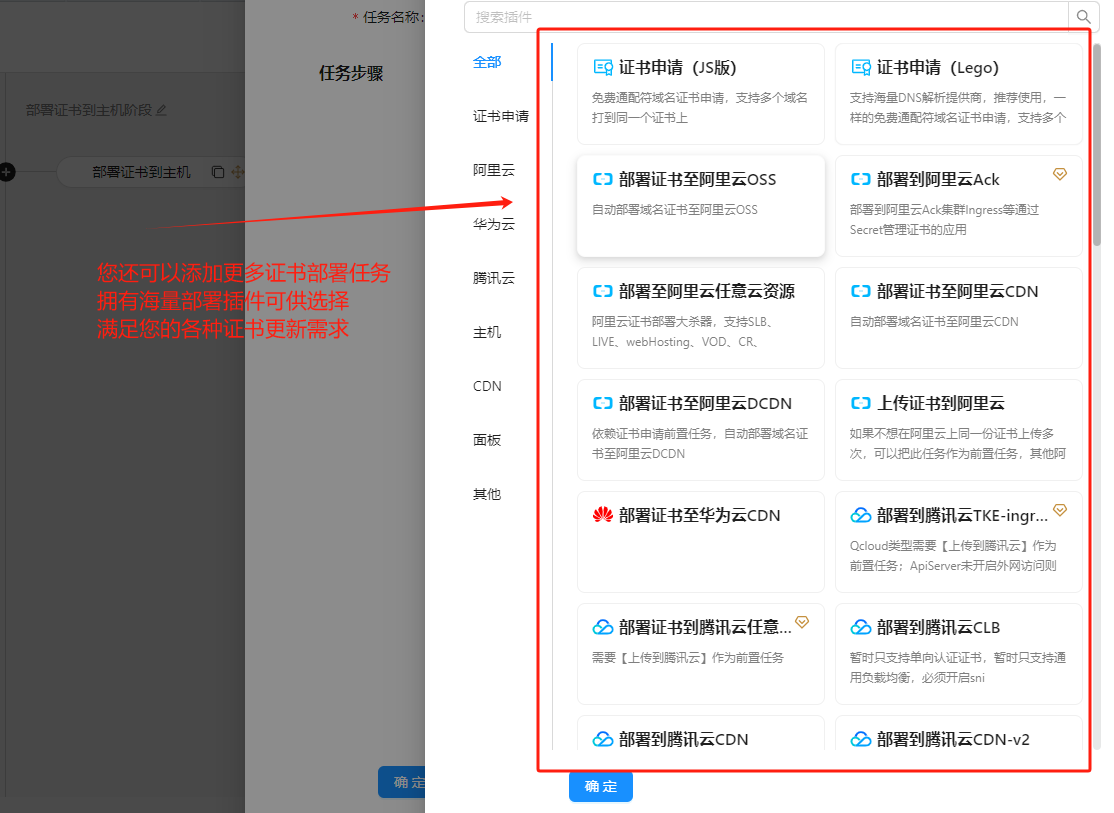 * 任务名称:
任务步骤
部署证书到主机阶段
部署证书到主机
您还可以添加更多证书部署任务
拥有海量部署插件可供选择
满足您的各种证书更新需求
确 定
搜索插件
全部
证书申请
阿里云
华为云
腾讯云
主机
CDN
面板
其他
证书申请（JS版）
免费通配符域名证书申请，支持多个域名
打到同一个证书上
证书申请（Lego）
支持海量DNS解析提供商，推荐使用，一
样的免费通配符域名证书申请，支持多个
部署证书至阿里云OSS
自动部署域名证书至阿里云OSS
部署到阿里云Ack
部署到阿里云Ack集群Ingress等通过
Secret管理证书的应用
部署至阿里云任意云资源
阿里云证书部署大杀器，支持SLB、
LIVE、webHosting、VOD、CR、
部署证书至阿里云CDN
自动部署域名证书至阿里云CDN
部署证书至阿里云DCDN
依赖证书申请前置任务，自动部署域名证
书至阿里云DCDN
上传证书到阿里云
如果不想在阿里云上同一份证书上传多
次，可以把此任务作为前置任务，其他阿
部署证书至华为云CDN
部署到腾讯云TKE-ingr...
Qcloud类型需要【上传到腾讯云】作为
前置任务；ApiServer未开启外网访问则
部署证书到腾讯云任意...
需要【上传到腾讯云】作为前置任务
部署到腾讯云CLB
暂时只支持单向认证证书，暂时只支持通
用负载均衡，必须开启sni
部署到腾讯云CDN
部署到腾讯云CDN-v2
确 定